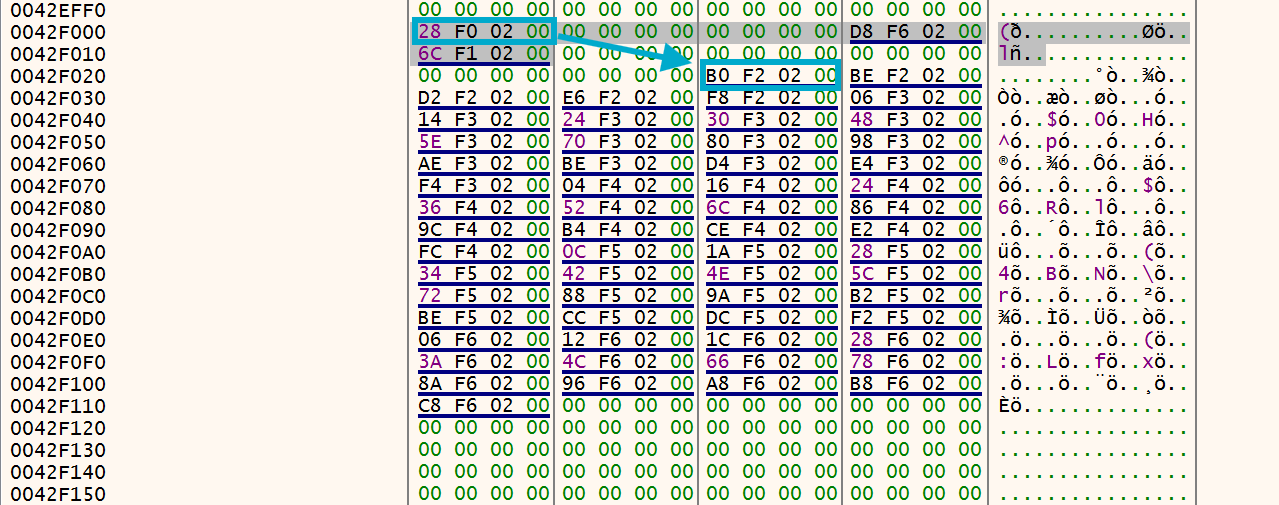 0042EFF0 00 00 00 00 00 00 00 00 00 00 00 00 00 00 00 00 ................
0042F000 28 F0 02 00 00 00 00 00 00 00 00 00 D8 F6 02 00 (ð..........Øö..
0042F010 6C F1 02 00 00 00 00 00 00 00 00 00 00 00 00 00 lñ..............
0042F020 00 00 00 00 00 00 00 00 B0 F2 02 00 BE F2 02 00 ........°ò..¾ò..
0042F030 D2 F2 02 00 E6 F2 02 00 F8 F2 02 00 06 F3 02 00 Òò..æò..øò...ó..
0042F040 14 F3 02 00 24 F3 02 00 30 F3 02 00 48 F3 02 00 .ó..$ó..0ó..Hó..
0042F050 5E F3 02 00 70 F3 02 00 80 F3 02 00 98 F3 02 00 ^ó..pó...ó...ó..
0042F060 AE F3 02 00 BE F3 02 00 D4 F3 02 00 E4 F3 02 00 ®ó..¾ó..Ôó..äó..
0042F070 F4 F3 02 00 04 F4 02 00 16 F4 02 00 24 F4 02 00 ôó...ô...ô..$ô..
0042F080 36 F4 02 00 52 F4 02 00 6C F4 02 00 86 F4 02 00 6ô..Rô..lô...ô..
0042F090 9C F4 02 00 B4 F4 02 00 CE F4 02 00 E2 F4 02 00 .ô..´ô..Îô..âô..
0042F0A0 FC F4 02 00 0C F5 02 00 1A F5 02 00 28 F5 02 00 üô...õ...õ..(õ..
0042F0B0 34 F5 02 00 42 F5 02 00 4E F5 02 00 5C F5 02 00 4õ..Bõ..Nõ..\õ..
0042F0C0 72 F5 02 00 88 F5 02 00 9A F5 02 00 B2 F5 02 00 rõ...õ...õ..²õ..
0042F0D0 BE F5 02 00 CC F5 02 00 DC F5 02 00 F2 F5 02 00 ¾õ..Ìõ..Üõ..òõ..
0042F0E0 06 F6 02 00 12 F6 02 00 1C F6 02 00 28 F6 02 00 .ö...ö...ö..(ö..
0042F0F0 3A F6 02 00 4C F6 02 00 66 F6 02 00 78 F6 02 00 :ö..Lö..fö..xö..
0042F100 8A F6 02 00 96 F6 02 00 A8 F6 02 00 B8 F6 02 00 .ö...ö..¨ö..¸ö..
0042F110 C8 F6 02 00 00 00 00 00 00 00 00 00 00 00 00 00 Èö..............
0042F120 00 00 00 00 00 00 00 00 00 00 00 00 00 00 00 00 ................
0042F130 00 00 00 00 00 00 00 00 00 00 00 00 00 00 00 00 ................
0042F140 00 00 00 00 00 00 00 00 00 00 00 00 00 00 00 00 ................
0042F150 00 00 00 00 00 00 00 00 00 00 00 00 00 00 00 00 ................